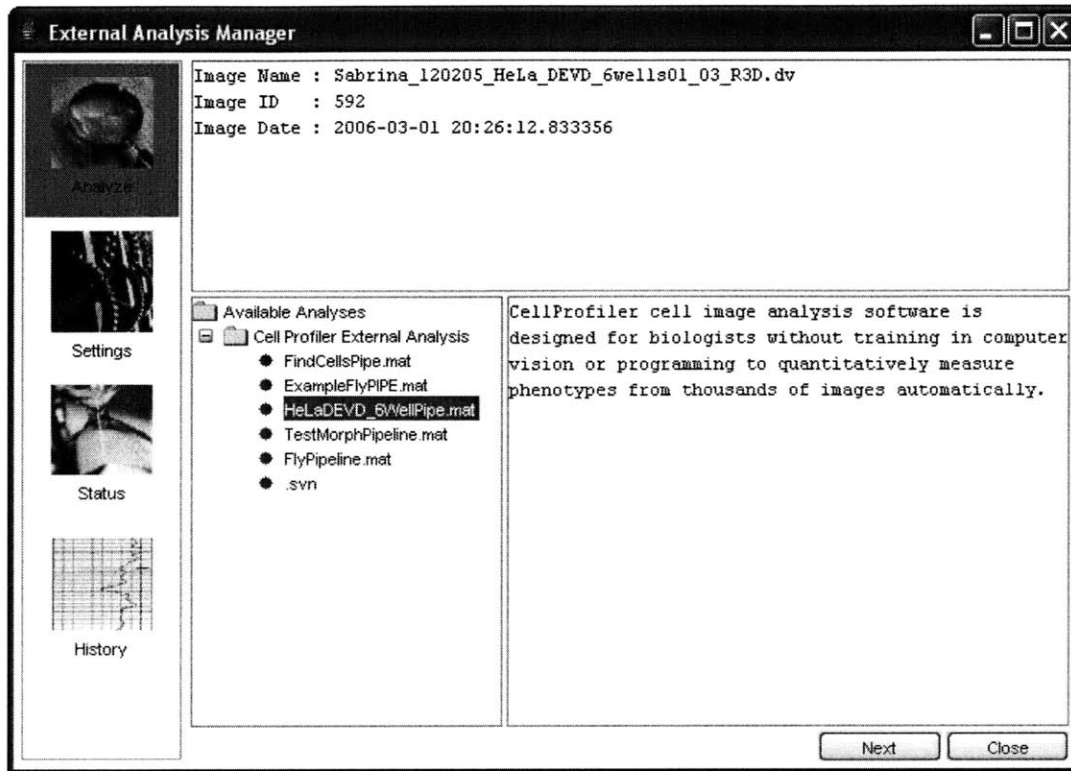 External Analysis Manager
Analyze
Settings
Status
History
Image Name : Sabrina_120205_HeLa_DEVD_6wells01_03_R3D.dv
Image ID : 592
Image Date : 2006-03-01 20:26:12.833356
Available Analyses
Cell Profiler External Analysis
FindCellsPipe.mat
ExampleFlyPIPE.mat
HeLaDEVD_6WellPipe.mat
TestMorphPipeline.mat
FlyPipeline.mat
.svn
CellProfiler cell image analysis software is
designed for biologists without training in computer
vision or programming to quantitatively measure
phenotypes from thousands of images automatically.
Next
Close